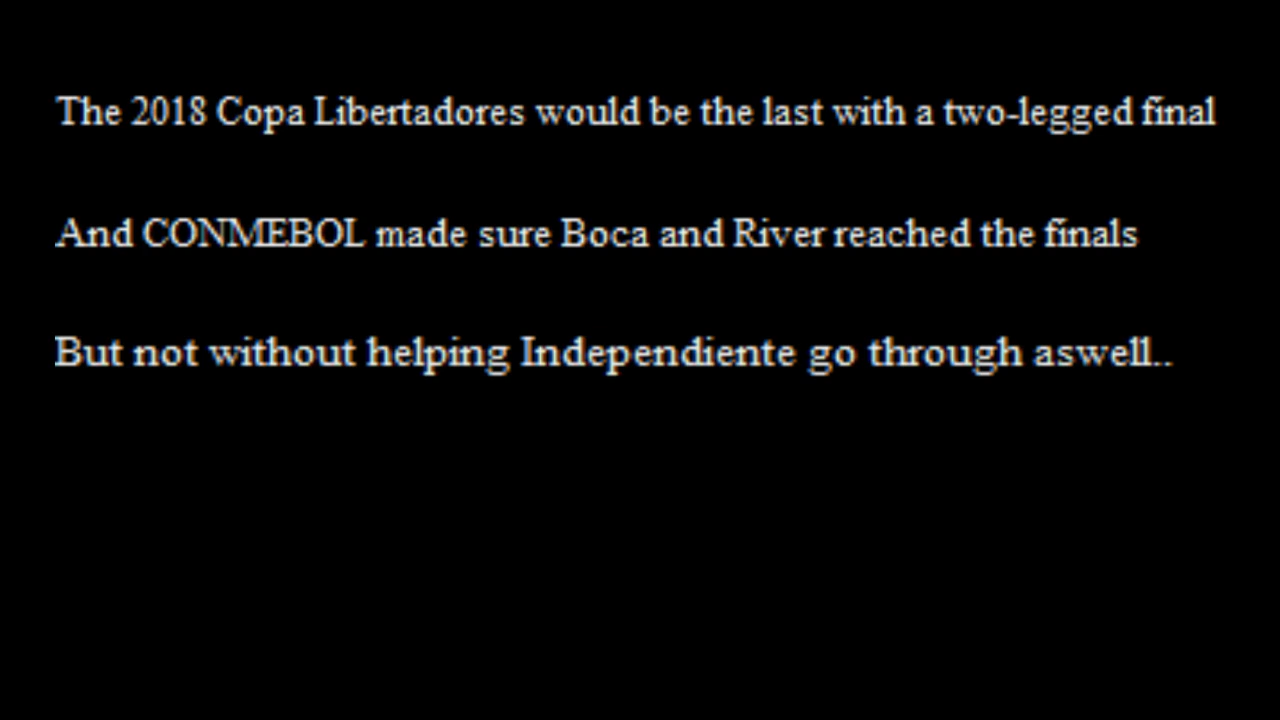 The 2018 Copa Libertadores would be the last with a two-legged final
And CONMEBOL made sure Boca and River reached the finals
But not without helping Independiente go through aswell..